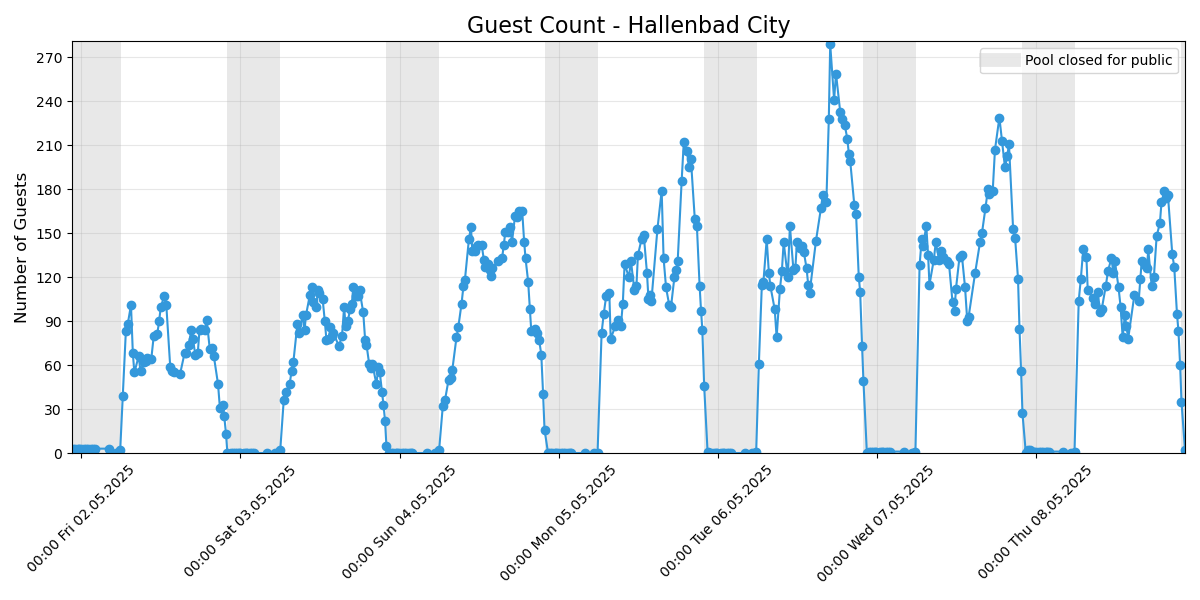 Guest Count - Hallenbad City
Pool closed for public
Number of Guests
270
240
210
180
150
120
90
60
30
0
00:00 Fri 02.05.2025
00:00 Sat 03.05.2025
00:00 Sun 04.05.2025
00:00 Mon 05.05.2025
00:00 Tue 06.05.2025
00:00 Wed 07.05.2025
00:00 Thu 08.05.2025